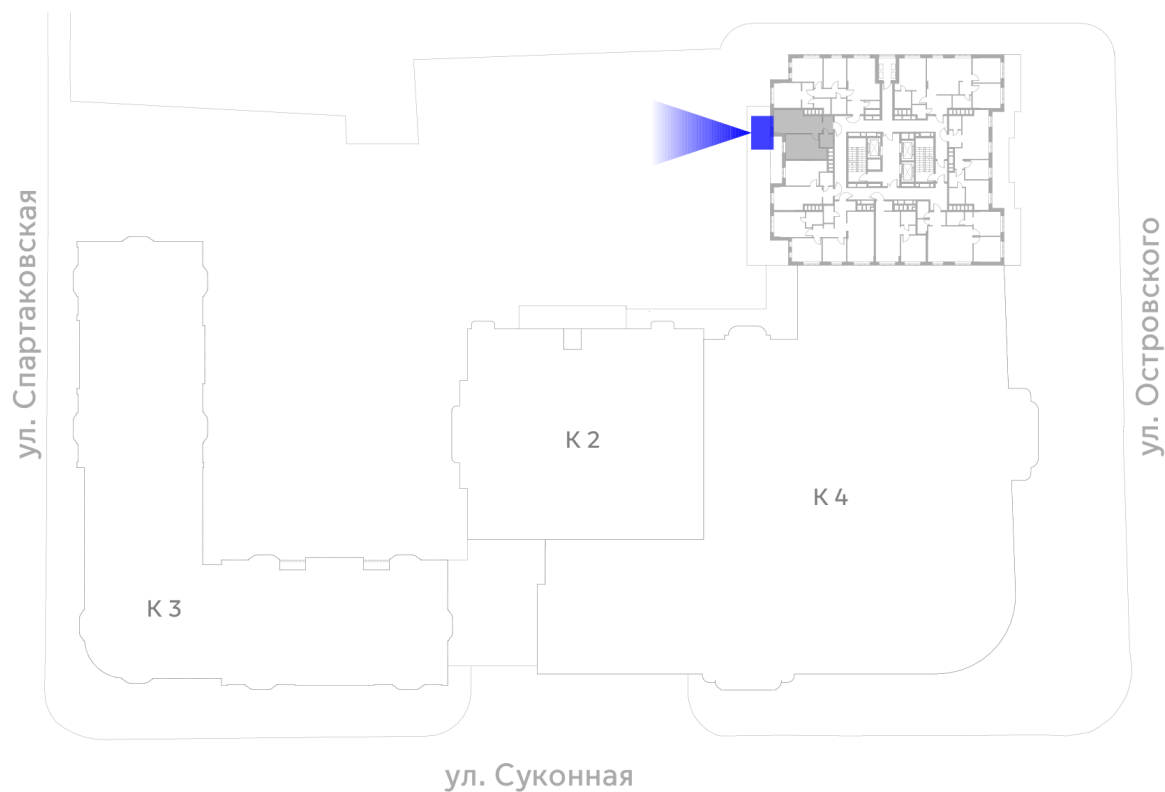 ул. Спартаковская
ул. Островского
К 2
К 4
К 3
ул. Суконная